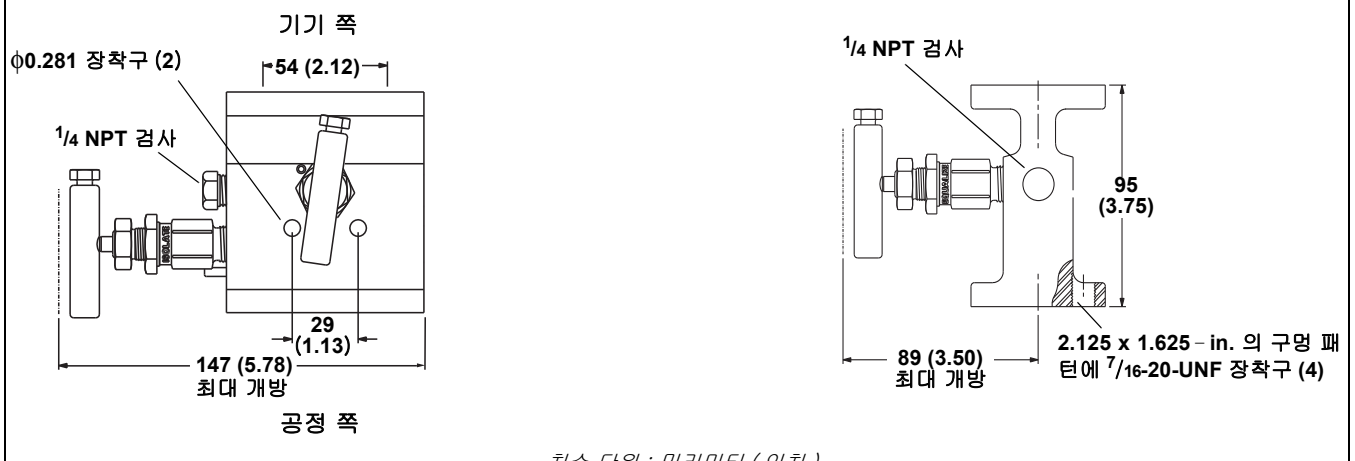 기기 쪽
ϕ0.281 장착구 (2)
54 (2.12)
1/4 NPT 검사
ISOLATE
29
(1.13)
147 (5.78)
최대 개방
공정 쪽
1/4 NPT 검사
EQUALIZE
95
(3.75)
89 (3.50)
최대 개방
2.125 x 1.625 – in. 의 구멍 패
턴에 7/16-20-UNF 장착구 (4)